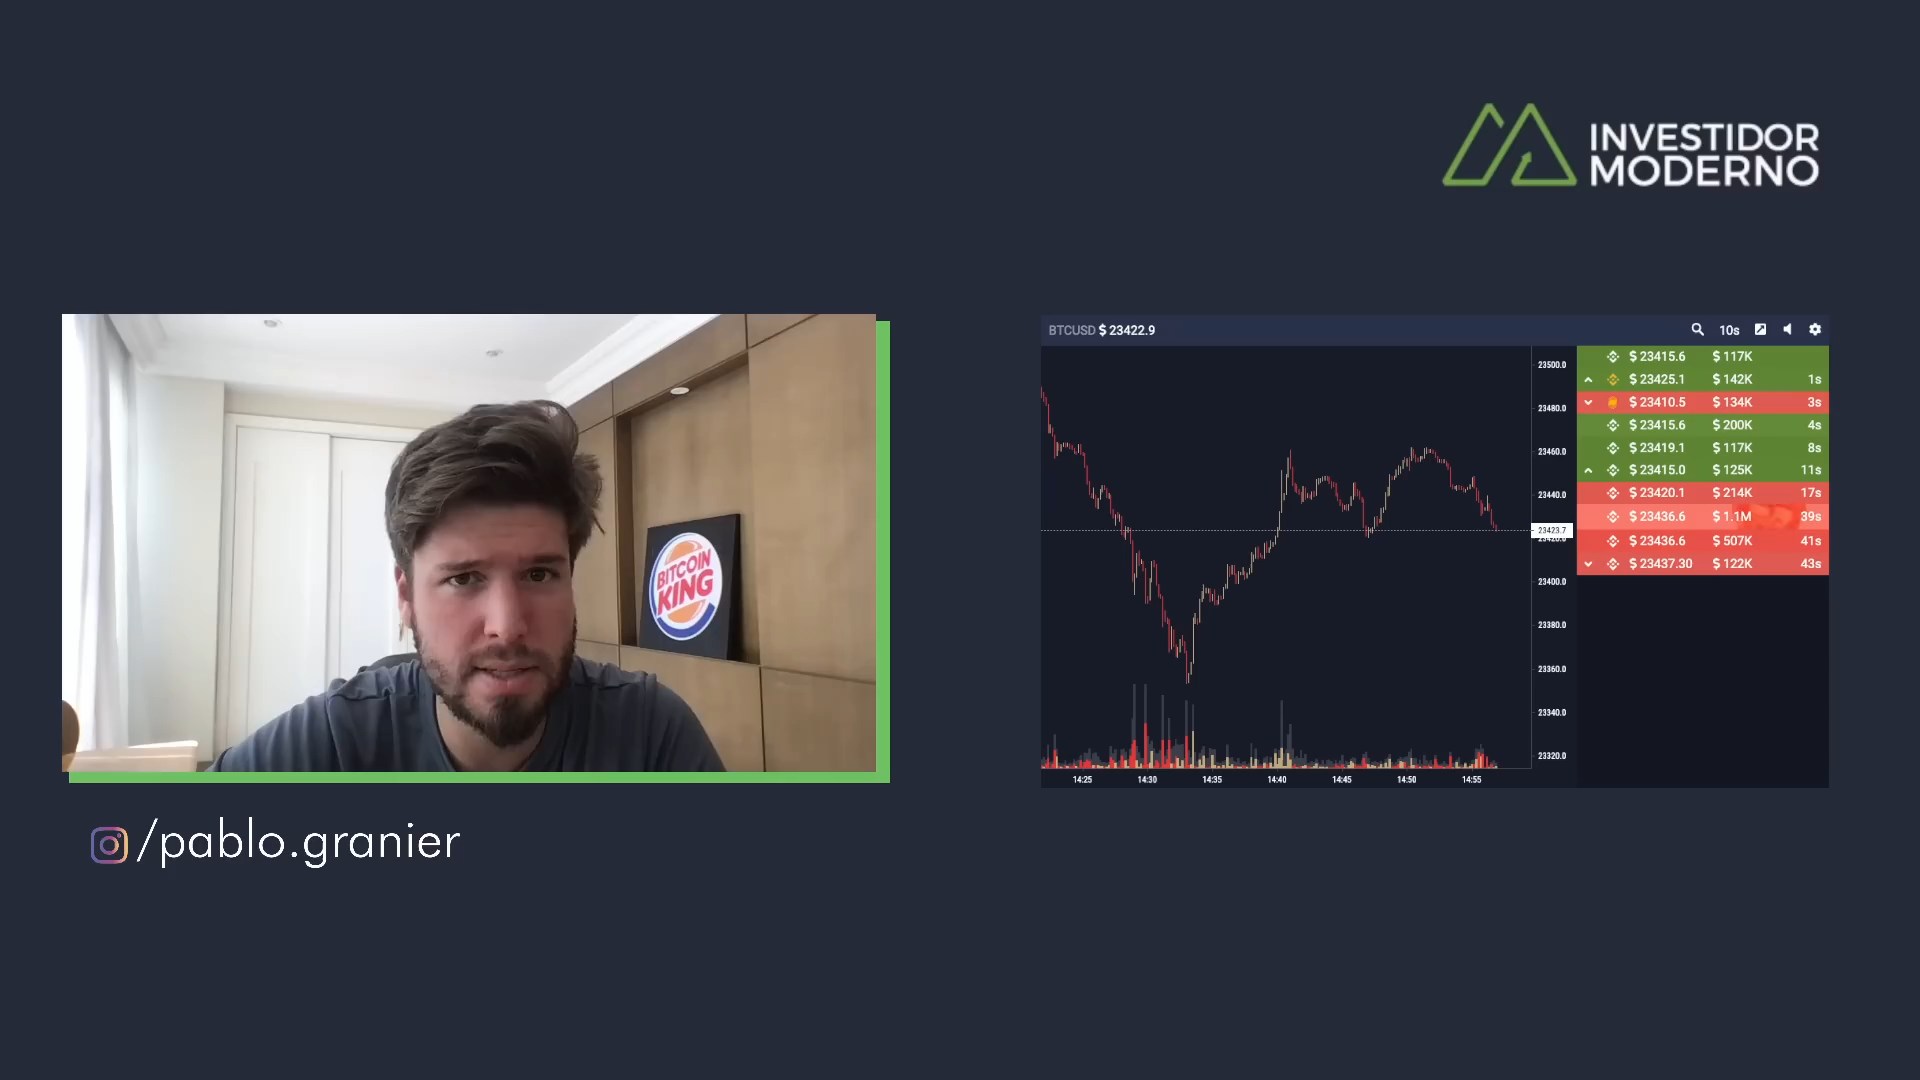 INVESTIDOR
MODERNO
BITCOIN
KING
/pablo.granier
BTCUSD $ 23422.9
10s
23500.0
23480.0
23460.0
23440.0
23423.7
23400.0
23380.0
23360.0
23340.0
23320.0
14:25 14:30 14:35 14:40 14:45 14:50 14:55
$ 23415.6 $ 117K
$ 23425.1 $ 142K 1s
$ 23410.5 $ 134K 3s
$ 23415.6 $ 200K 4s
$ 23419.1 $ 117K 8s
$ 23415.0 $ 125K 11s
$ 23420.1 $ 214K 17s
$ 23436.6 $ 1.1M 39s
$ 23436.6 $ 507K 41s
$ 23437.30 $ 122K 43s